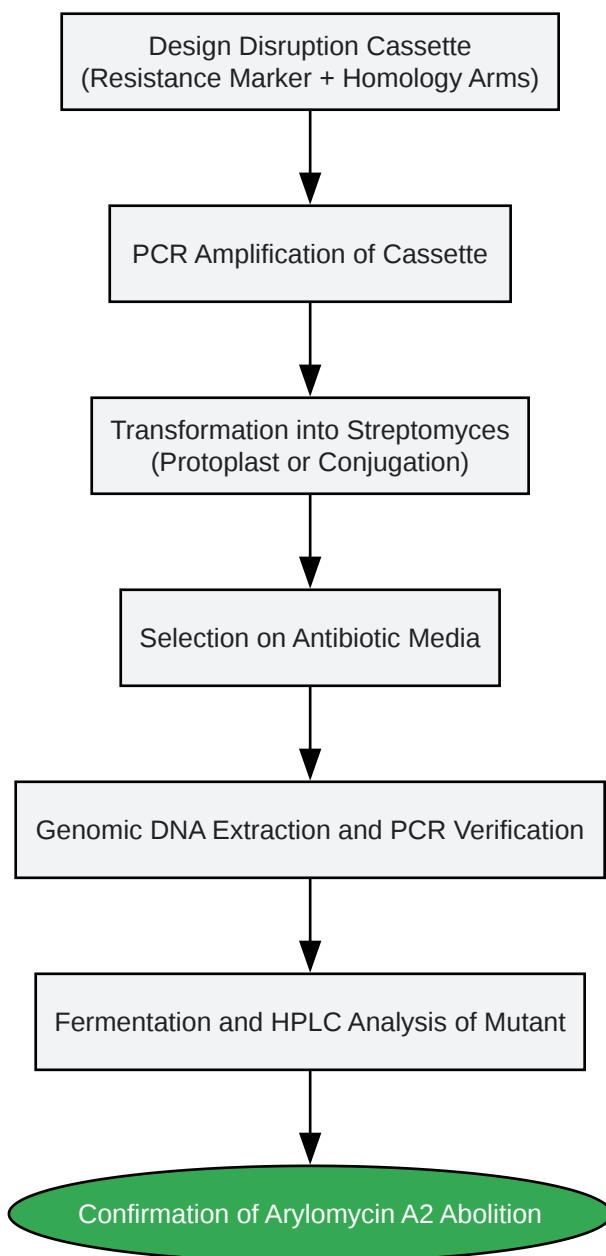 Design Disruption Cassette
(Resistance Marker + Homology Arms)
PCR Amplification of Cassette
Transformation into Streptomyces
(Protoplast or Conjugation)
Selection on Antibiotic Media
Genomic DNA Extraction and PCR Verification
Fermentation and HPLC Analysis of Mutant
Confirmation of Arylomycin A2 Abolition